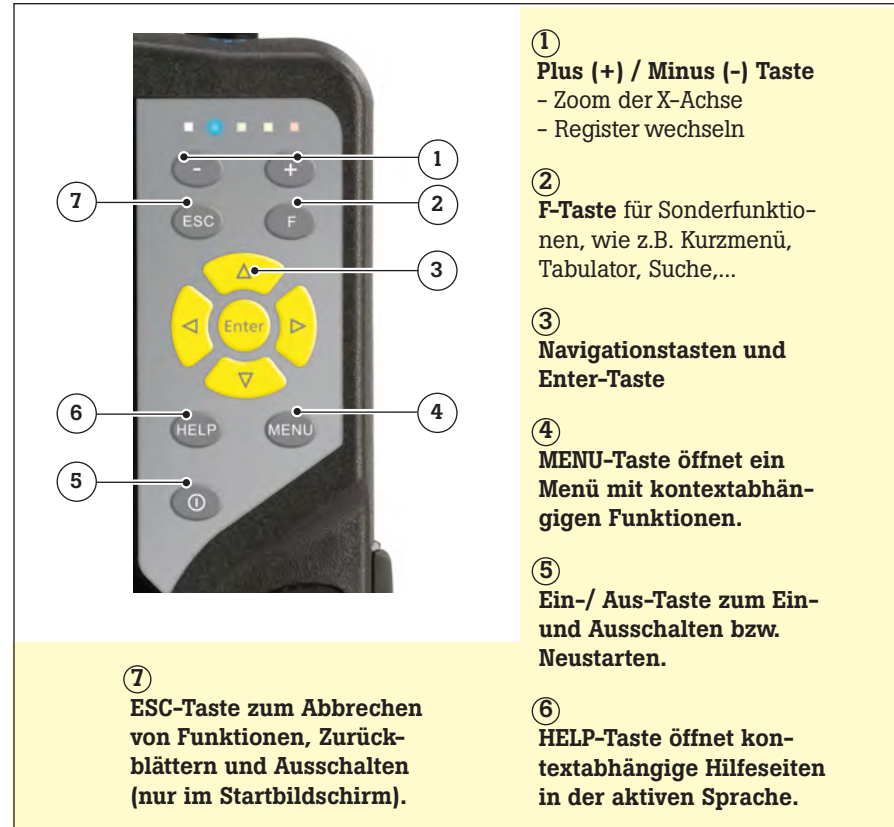 -
+
ESC
F
Enter
HELP
MENU
1
2
3
4
5
6
7
①
Plus (+) / Minus (-) Taste
- Zoom der X-Achse
- Register wechseln
②
F-Taste für Sonderfunktio-
nen, wie z.B. Kurzmenü,
Tabulator, Suche,...
③
Navigationstasten und
Enter-Taste
④
MENU-Taste öffnet ein
Menü mit kontextabhän-
gigen Funktionen.
⑤
Ein-/ Aus-Taste zum Ein-
und Ausschalten bzw.
Neustarten.
⑥
HELP-Taste öffnet kon-
textabhängige Hilfeseiten
in der aktiven Sprache.
⑦
ESC-Taste zum Abbrechen
von Funktionen, Zurück-
blättern und Ausschalten
(nur im Startbildschirm).